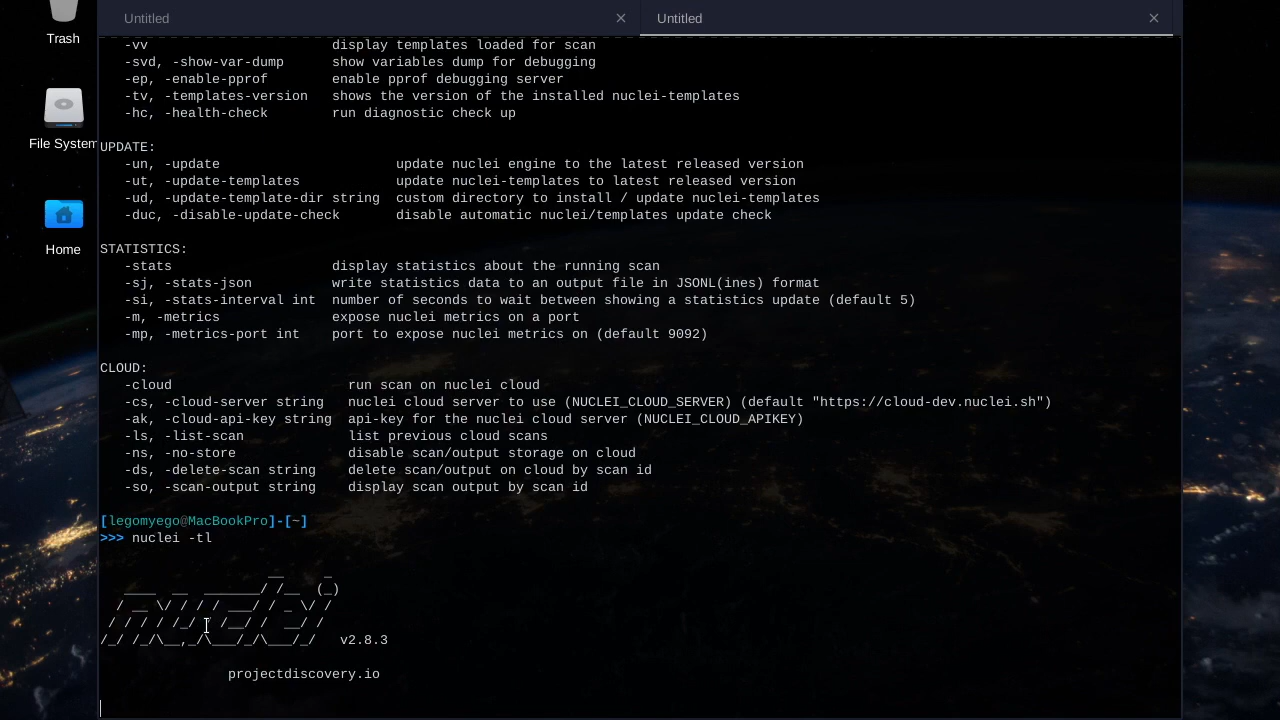 Untitled
Untitled
Trash
File System
Home
-vv display templates loaded for scan
-svd, -show-var-dump show variables dump for debugging
-ep, -enable-pprof enable pprof debugging server
-tv, -templates-version shows the version of the installed nuclei-templates
-hc, -health-check run diagnostic check up
UPDATE:
-un, -update update nuclei engine to the latest released version
-ut, -update-templates update nuclei-templates to latest released version
-ud, -update-template-dir string custom directory to install / update nuclei-templates
-duc, -disable-update-check disable automatic nuclei/templates update check
STATISTICS:
-stats display statistics about the running scan
-sj, -stats-json write statistics data to an output file in JSONL(ines) format
-si, -stats-interval int number of seconds to wait between showing a statistics update (default 5)
-m, -metrics expose nuclei metrics on a port
-mp, -metrics-port int port to expose nuclei metrics on (default 9092)
CLOUD:
-cloud run scan on nuclei cloud
-cs, -cloud-server string nuclei cloud server to use (NUCLEI_CLOUD_SERVER) (default "https://cloud-dev.nuclei.sh")
-ak, -cloud-api-key string api-key for the nuclei cloud server (NUCLEI_CLOUD_APIKEY)
-ls, -list-scan list previous cloud scans
-ns, -no-store disable scan/output storage on cloud
-ds, -delete-scan string delete scan/output on cloud by scan id
-so, -scan-output string display scan output by scan id
[legomyego@MacBookPro]-[~]
>>> nuclei -tl
nuclei v2.8.3
projectdiscovery.io